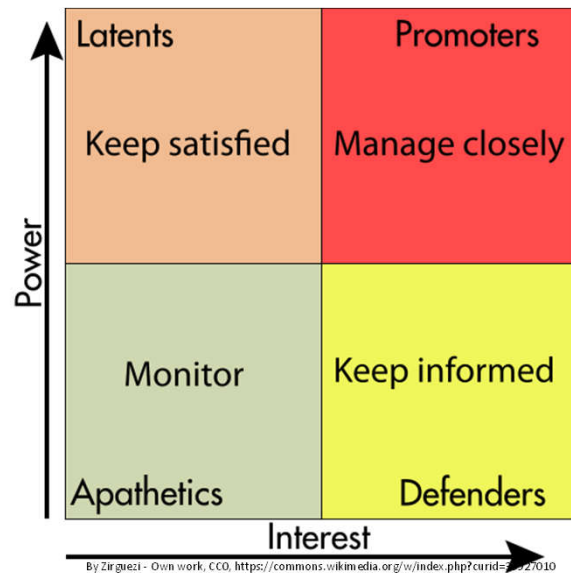 Latents
Promoters
Keep satisfied
Manage closely
Power
Monitor
Keep informed
Apathetics
Defenders
Interest
By Zirguezi - Own work, CC0, https://commons.wikimedia.org/w/index.php?curid=